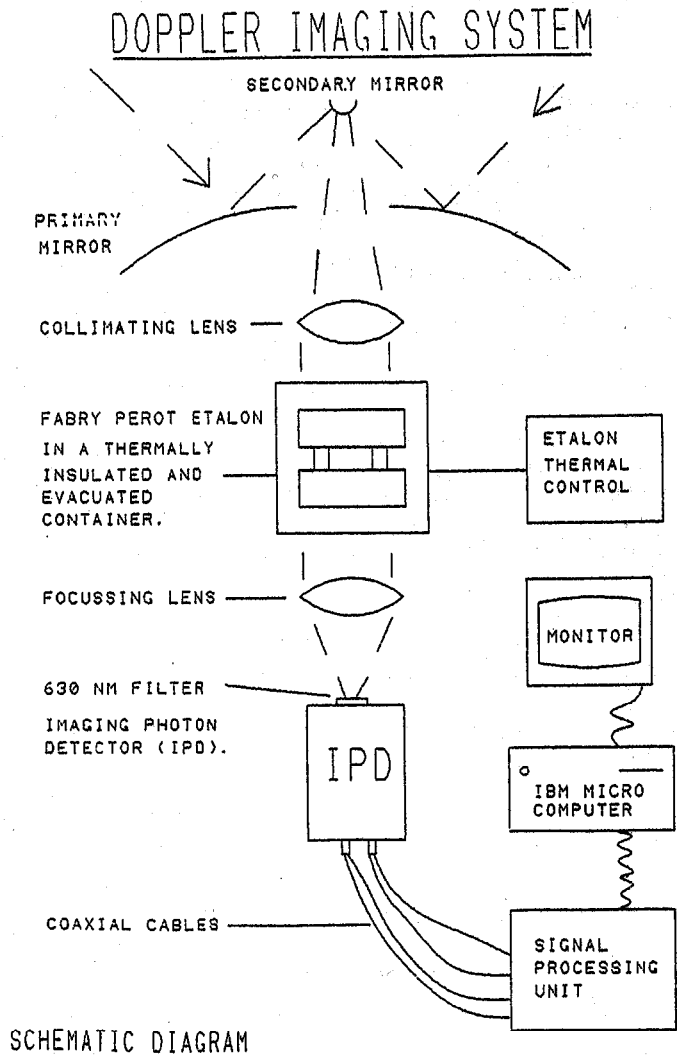 DOPPLER IMAGING SYSTEM
SECONDARY MIRROR
PRIMARY
MIRROR
COLLIMATING LENS
FABRY PEROT ETALON
IN A THERMALLY
INSULATED AND
EVACUATED
CONTAINER.
ETALON
THERMAL
CONTROL
FOCUSSING LENS
MONITOR
630 NM FILTER
IMAGING PHOTON
DETECTOR (IPD).
IPD
IBM MICRO
COMPUTER
COAXIAL CABLES
SIGNAL
PROCESSING
UNIT
SCHEMATIC DIAGRAM